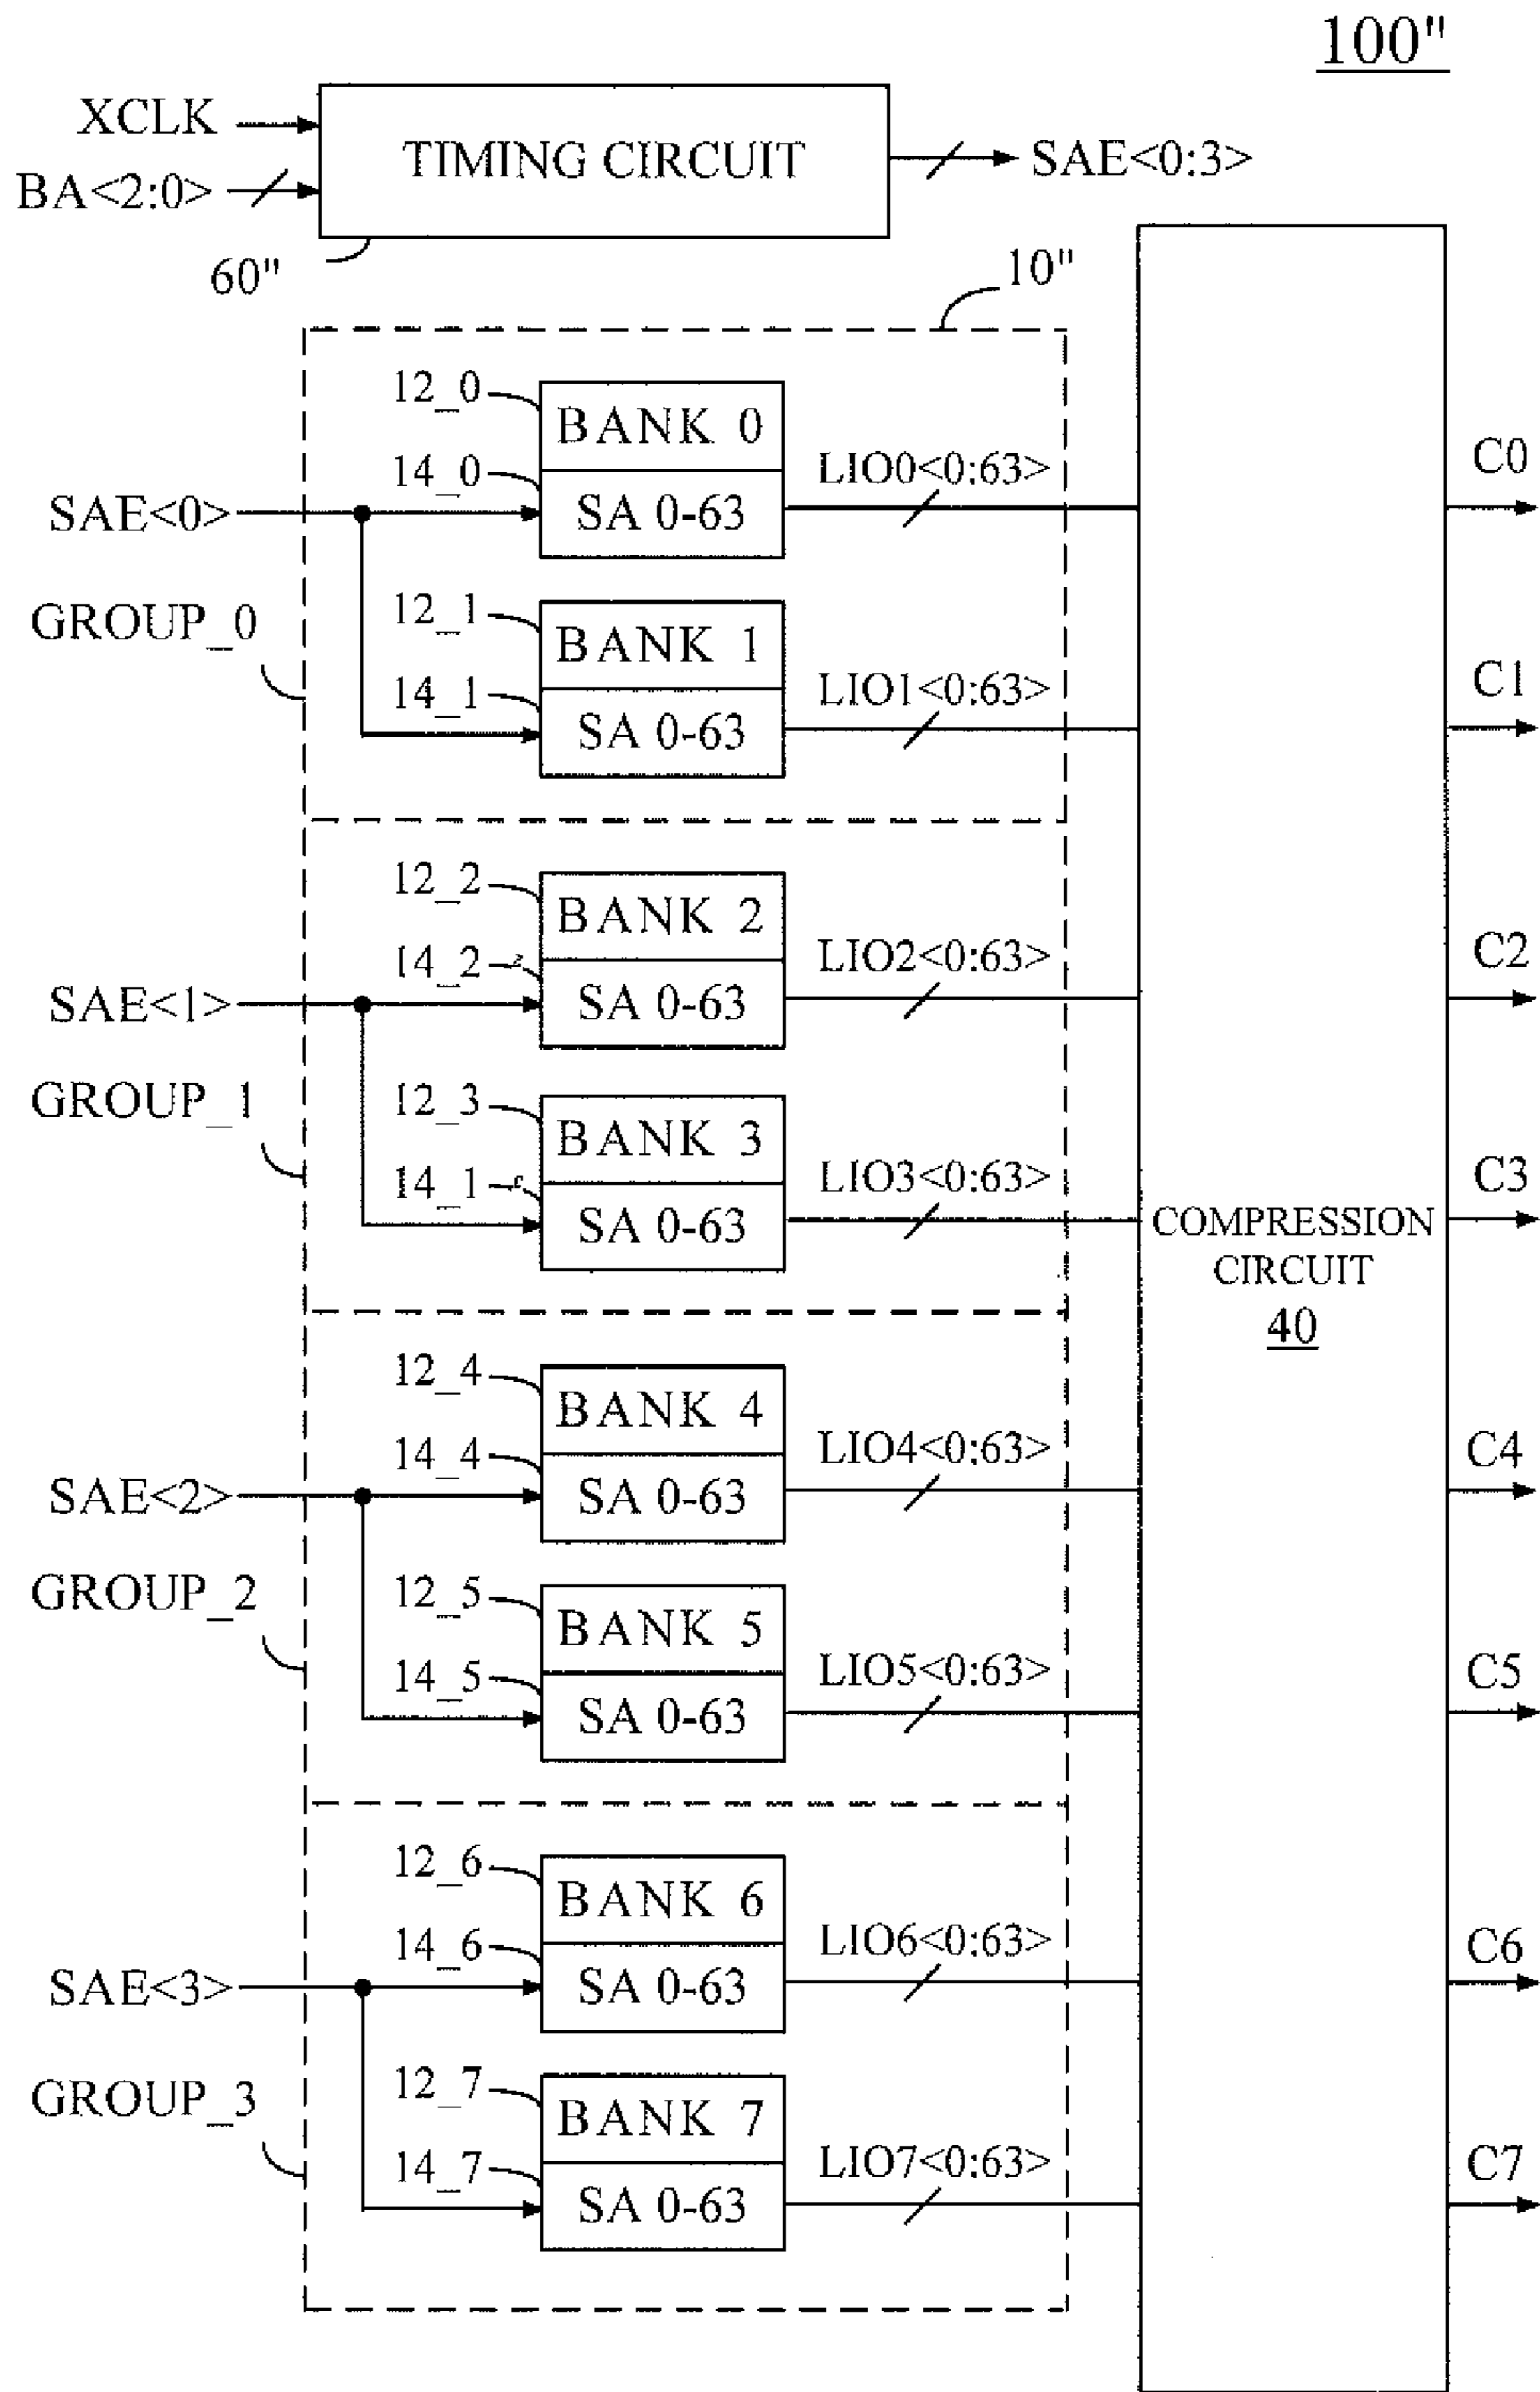 100"
XCLK
BA<2:0>
TIMING CIRCUIT
SAE<0:3>
60"
10"
12_0
BANK 0
14_0
SA 0-63
LIO0<0:63>
C0
SAE<0>
GROUP_0
12_1
BANK 1
14_1
SA 0-63
LIO1<0:63>
C1
12_2
BANK 2
14_2
SA 0-63
LIO2<0:63>
C2
SAE<1>
GROUP_1
12_3
BANK 3
14_1
SA 0-63
LIO3<0:63>
C3
COMPRESSION
CIRCUIT
40
12_4
BANK 4
14_4
SA 0-63
LIO4<0:63>
C4
SAE<2>
GROUP_2
12_5
BANK 5
14_5
SA 0-63
LIO5<0:63>
C5
12_6
BANK 6
14_6
SA 0-63
LIO6<0:63>
C6
SAE<3>
GROUP_3
12_7
BANK 7
14_7
SA 0-63
LIO7<0:63>
C7